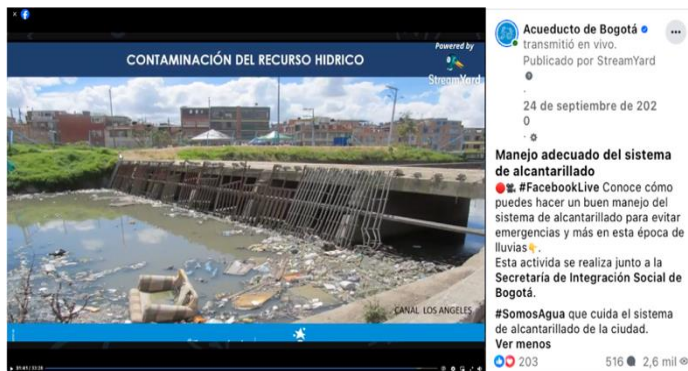 CONTAMINACIÓN DEL RECURSO HIDRICO
Powered by
StreamYard
CANAL LOS ANGELES
Acueducto de Bogotá
transmitió en vivo.
Publicado por StreamYard
·
24 de septiembre de 202
0
·
Manejo adecuado del sistema
de alcantarillado
#FacebookLive Conoce cómo
puedes hacer un buen manejo del
sistema de alcantarillado para evitar
emergencias y más en esta época de
lluvias.
Esta activida se realiza junto a la
Secretaría de Integración Social de
Bogotá.
#SomosAgua que cuida el sistema
de alcantarillado de la ciudad.
Ver menos
203 516 2,6 mil